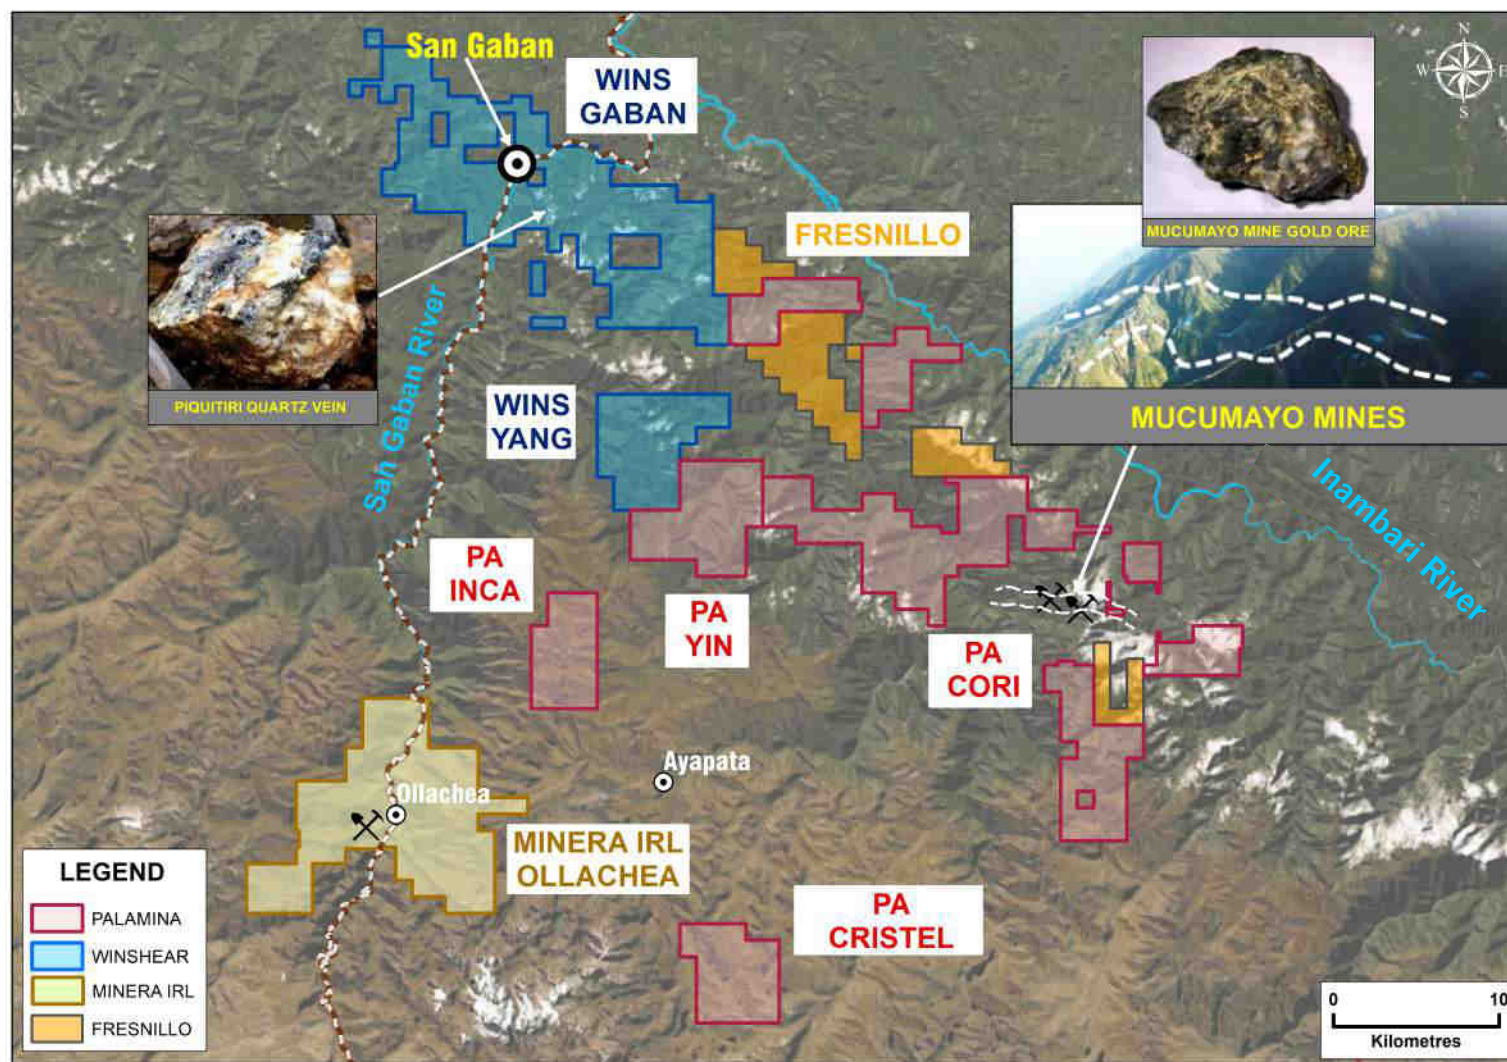 San Gaban
WINS
GABAN
N
W
E
S
MUCUMAYO MINE GOLD ORE
FRESNILLO
PIQUITIRI QUARTZ VEIN
San Gaban River
WINS
YANG
MUCUMAYO MINES
Inambari River
PA
INCA
PA
YIN
PA
CORI
Ayapata
Ollachea
MINERA IRL
OLLACHEA
PA
CRISTEL
LEGEND
PALAMINA
WINSHEAR
MINERA IRL
FRESNILLO
0 10
Kilometres